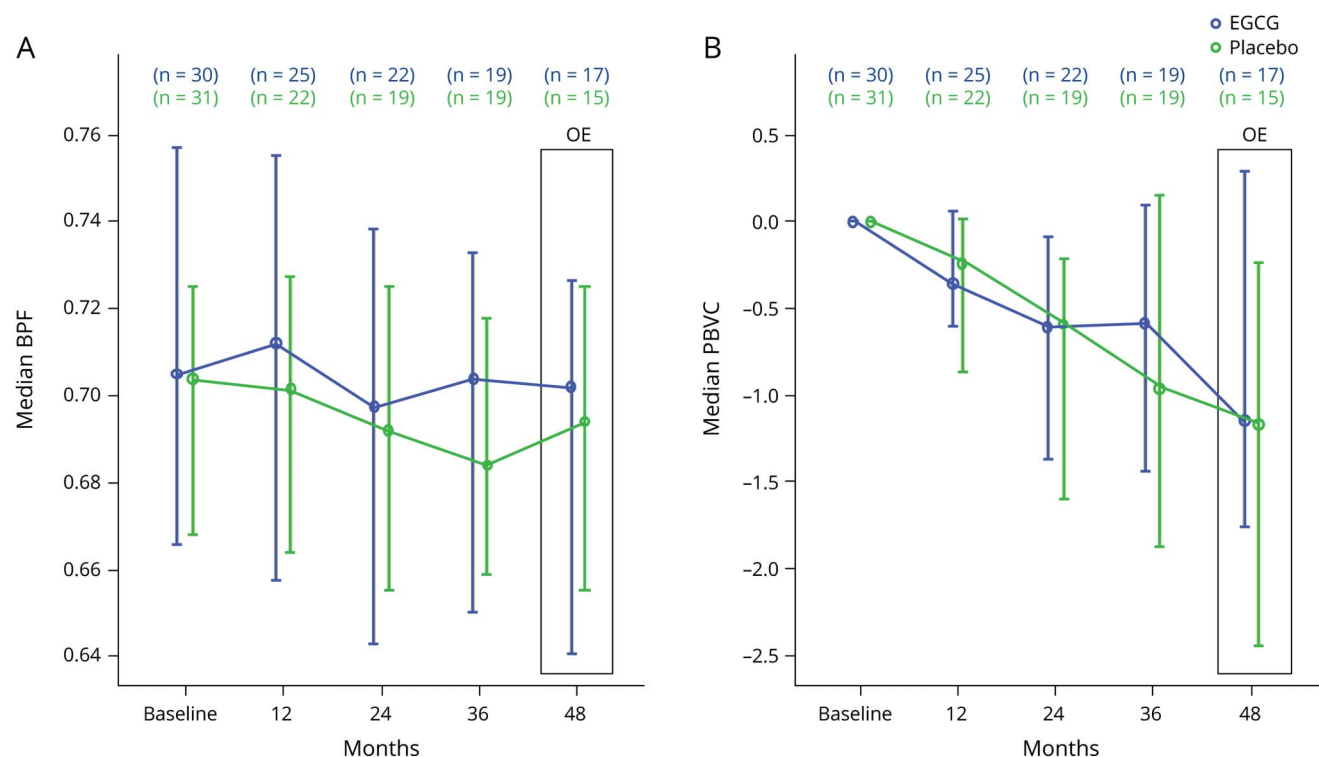 A
(n = 30) (n = 25) (n = 22) (n = 19) (n = 17)
(n = 31) (n = 22) (n = 19) (n = 19) (n = 15)
OE
0.76
0.74
0.72
0.70
0.68
0.66
0.64
Median BPF
Baseline 12 24 36 48
Months
B
EGCG
Placebo
(n = 30) (n = 25) (n = 22) (n = 19) (n = 17)
(n = 31) (n = 22) (n = 19) (n = 19) (n = 15)
OE
0.5
0.0
−0.5
−1.0
−1.5
−2.0
−2.5
Median PBVC
Baseline 12 24 36 48
Months